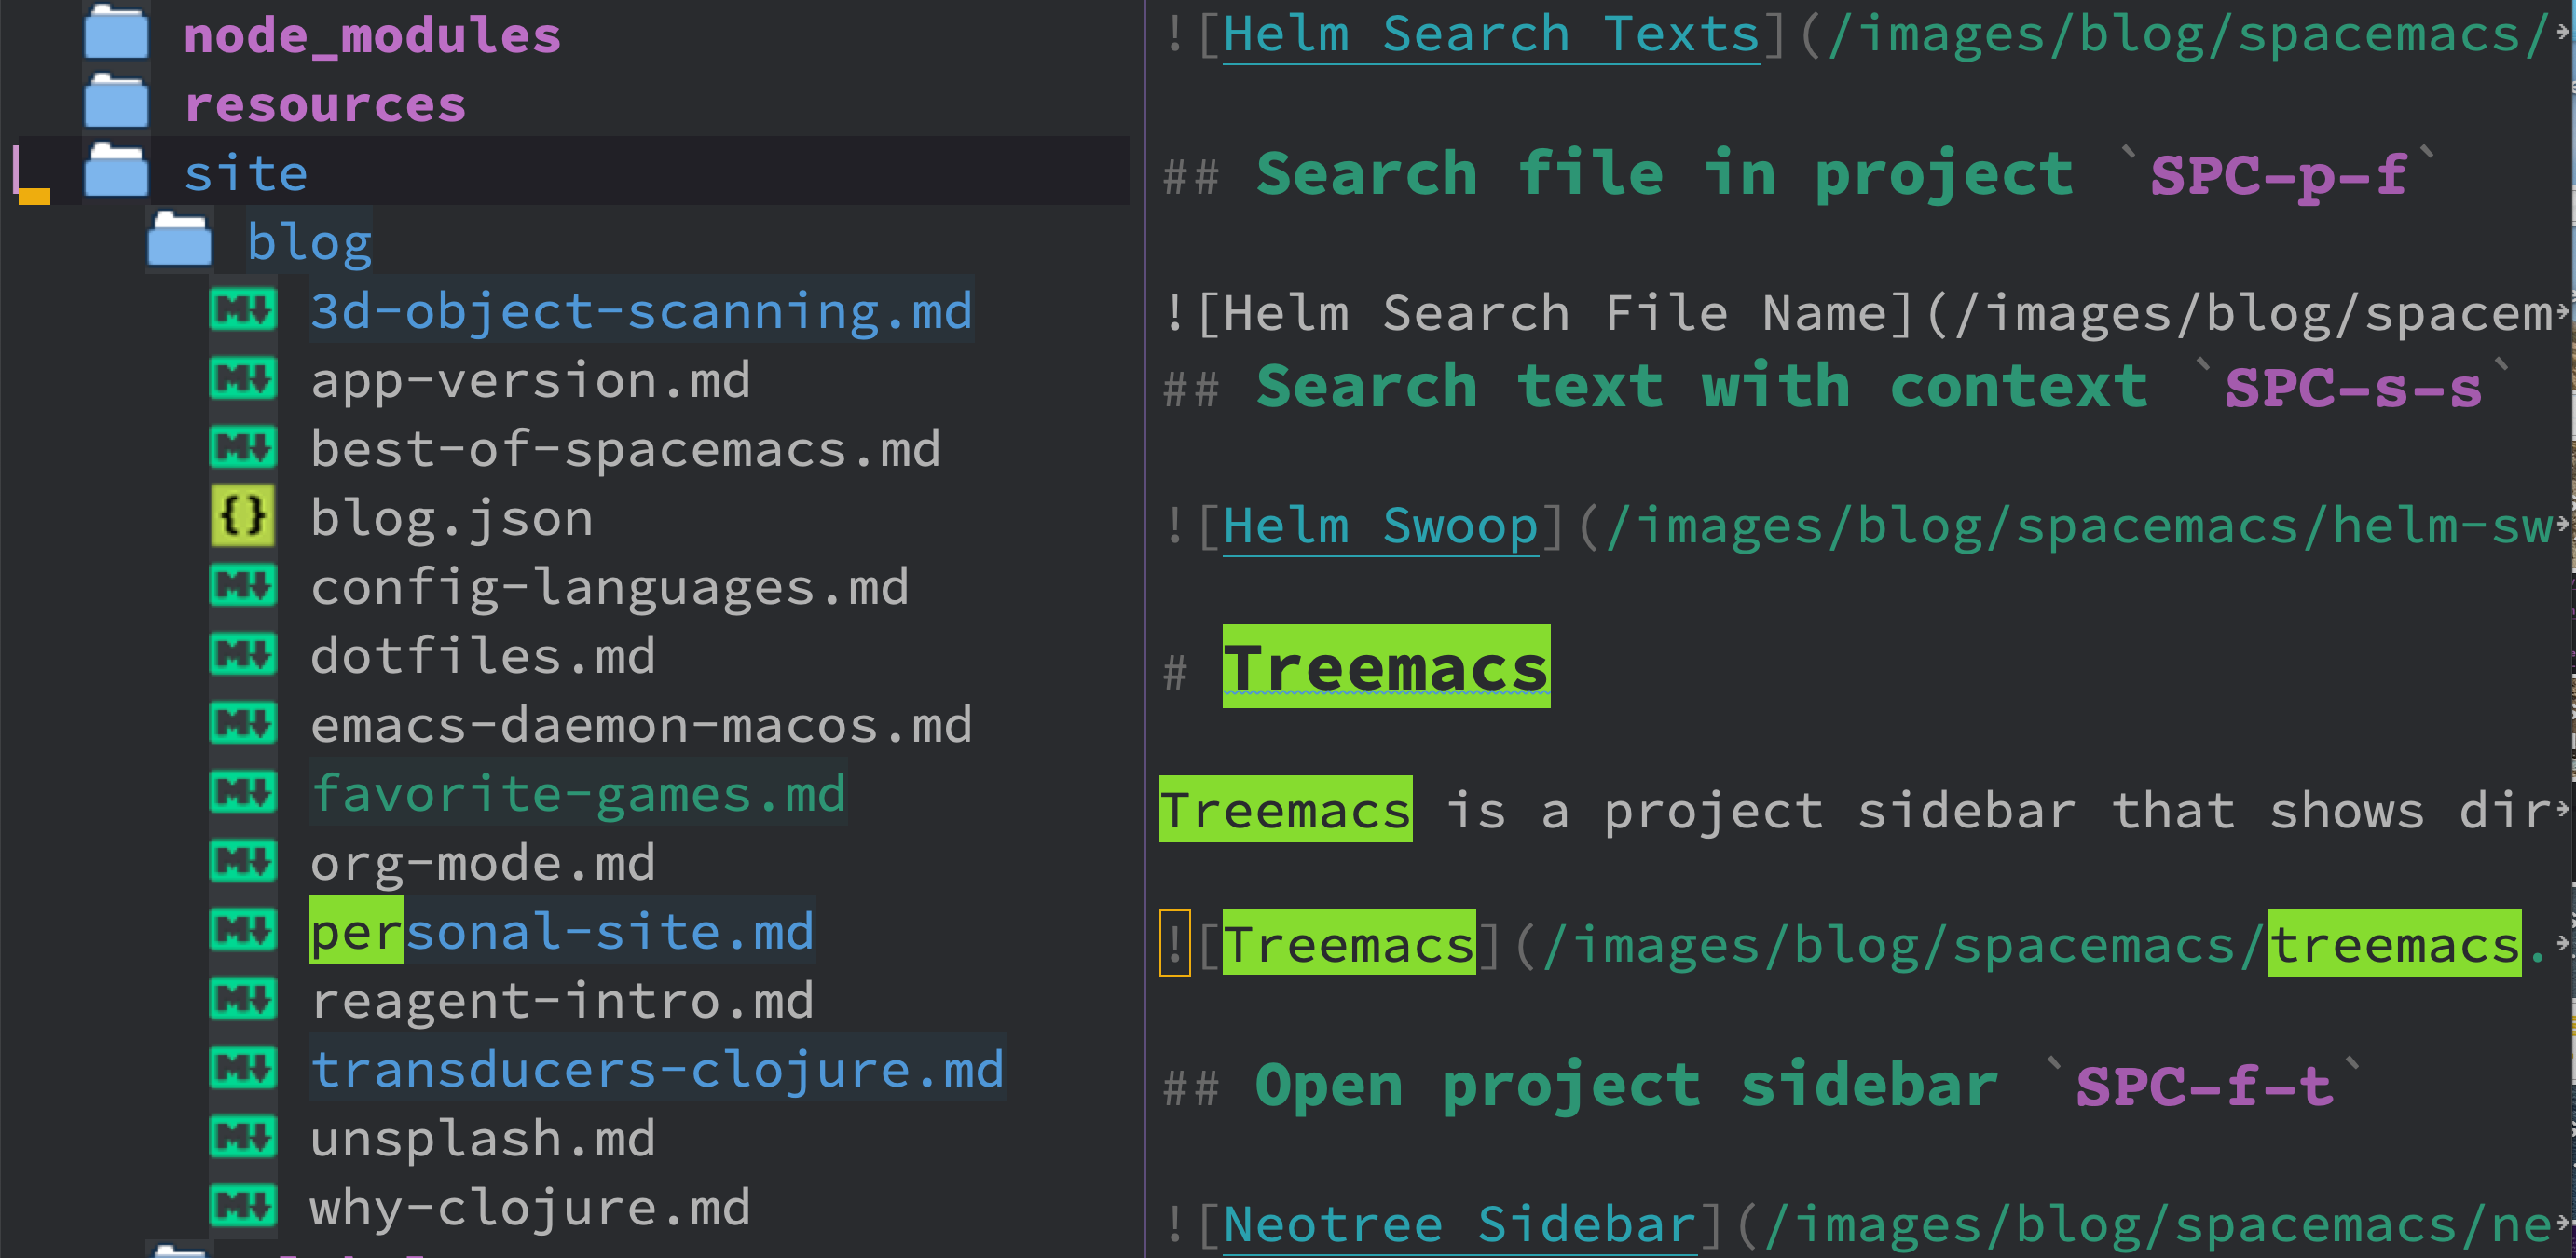 node_modules
resources
site
blog
3d-object-scanning.md
app-version.md
best-of-spacemacs.md
{} blog.json
config-languages.md
dotfiles.md
emacs-daemon-macos.md
favorite-games.md
org-mode.md
personal-site.md
reagent-intro.md
transducers-clojure.md
unsplash.md
why-clojure.md
![Helm Search Texts](/images/blog/spacemacs/
## Search file in project `SPC-p-f`
![Helm Search File Name](/images/blog/spacem
## Search text with context `SPC-s-s`
![Helm Swoop](/images/blog/spacemacs/helm-sw
# Treemacs
Treemacs is a project sidebar that shows dir
![Treemacs](/images/blog/spacemacs/treemacs.
## Open project sidebar `SPC-f-t`
![Neotree Sidebar](/images/blog/spacemacs/ne